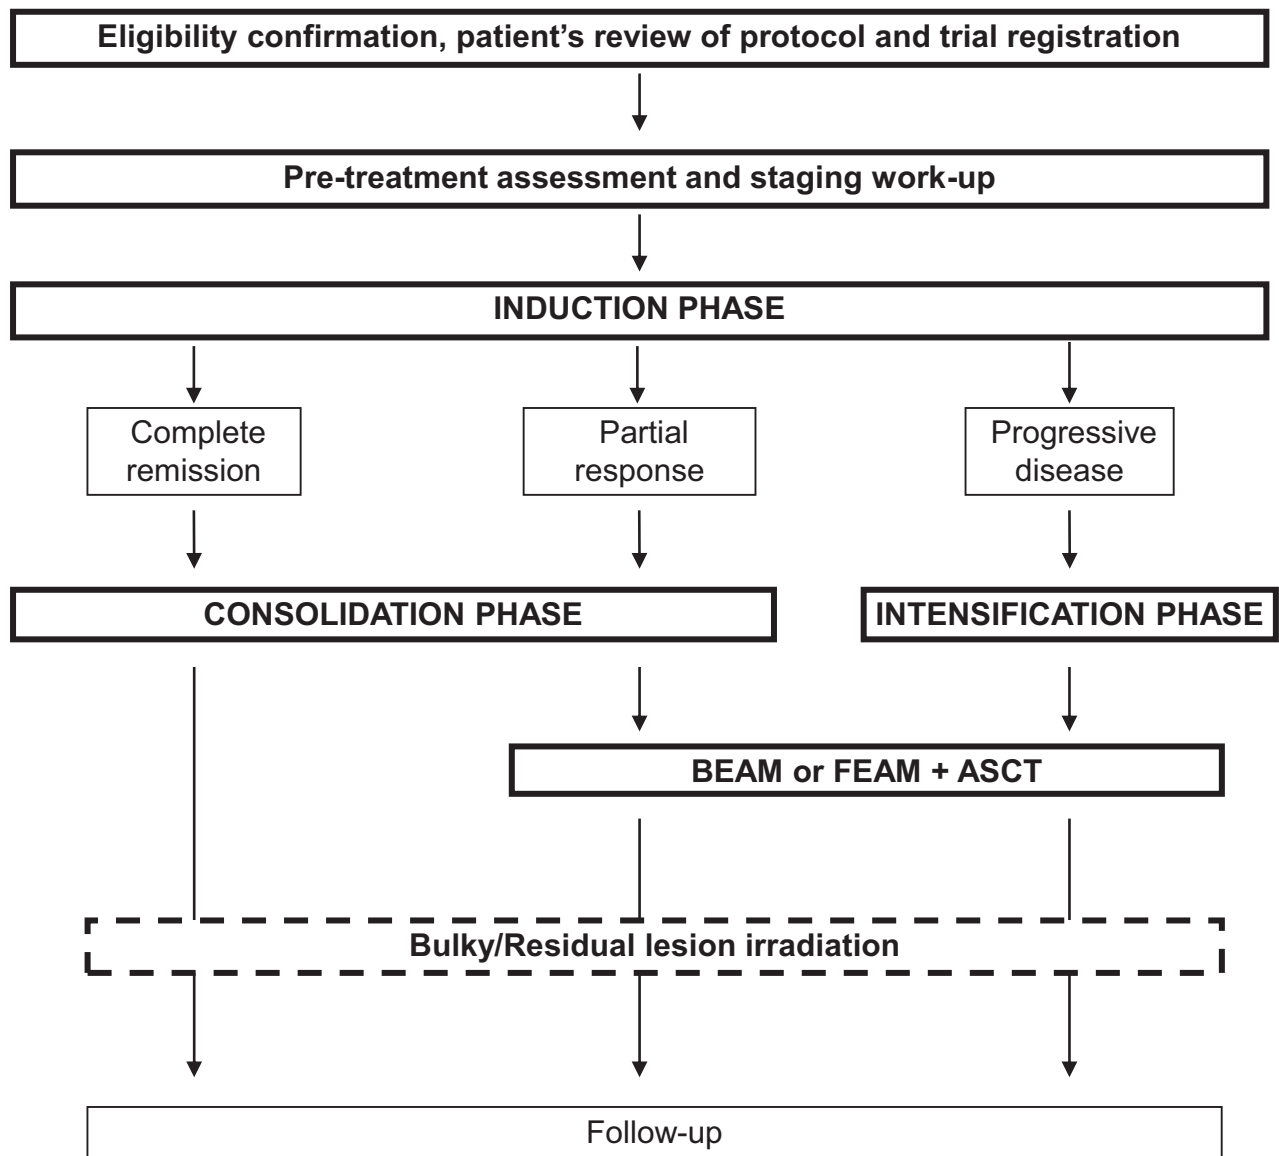 Eligibility confirmation, patient’s review of protocol and trial registration
Pre-treatment assessment and staging work-up
INDUCTION PHASE
Complete
remission
Partial
response
Progressive
disease
CONSOLIDATION PHASE
INTENSIFICATION PHASE
BEAM or FEAM + ASCT
Bulky/Residual lesion irradiation
Follow-up